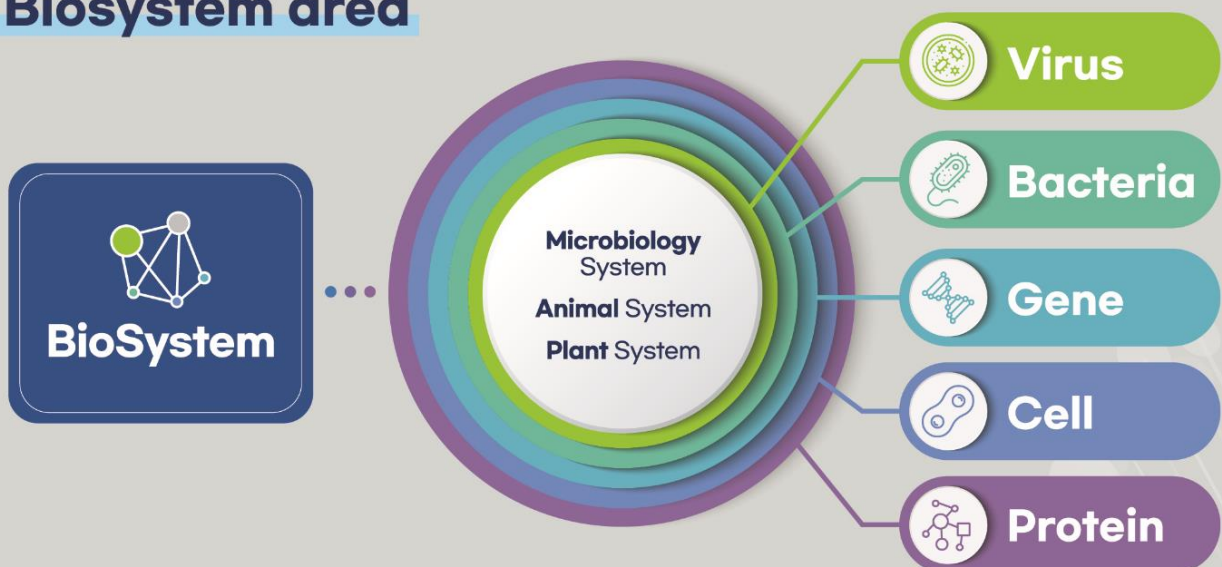 Biosystem area
BioSystem
Microbiology
System
Animal System
Plant System
Virus
Bacteria
Gene
Cell
Protein